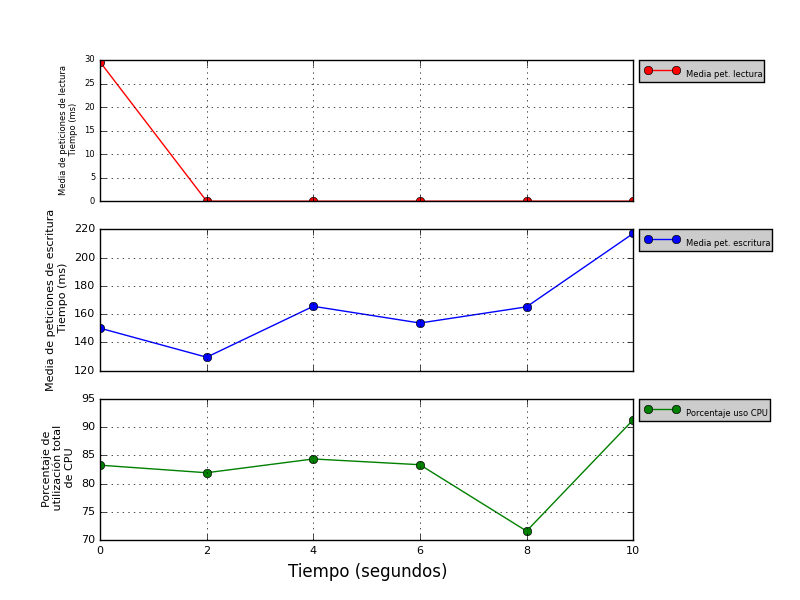 Media de peticiones de lectura
Tiempo (ms)
30
25
20
15
10
5
0
Media pet. lectura
Media de peticiones de escritura
Tiempo (ms)
220
200
180
160
140
120
Media pet. escritura
Porcentaje de
utilización total
de CPU
95
90
85
80
75
70
Porcentaje uso CPU
0 2 4 6 8 10
Tiempo (segundos)